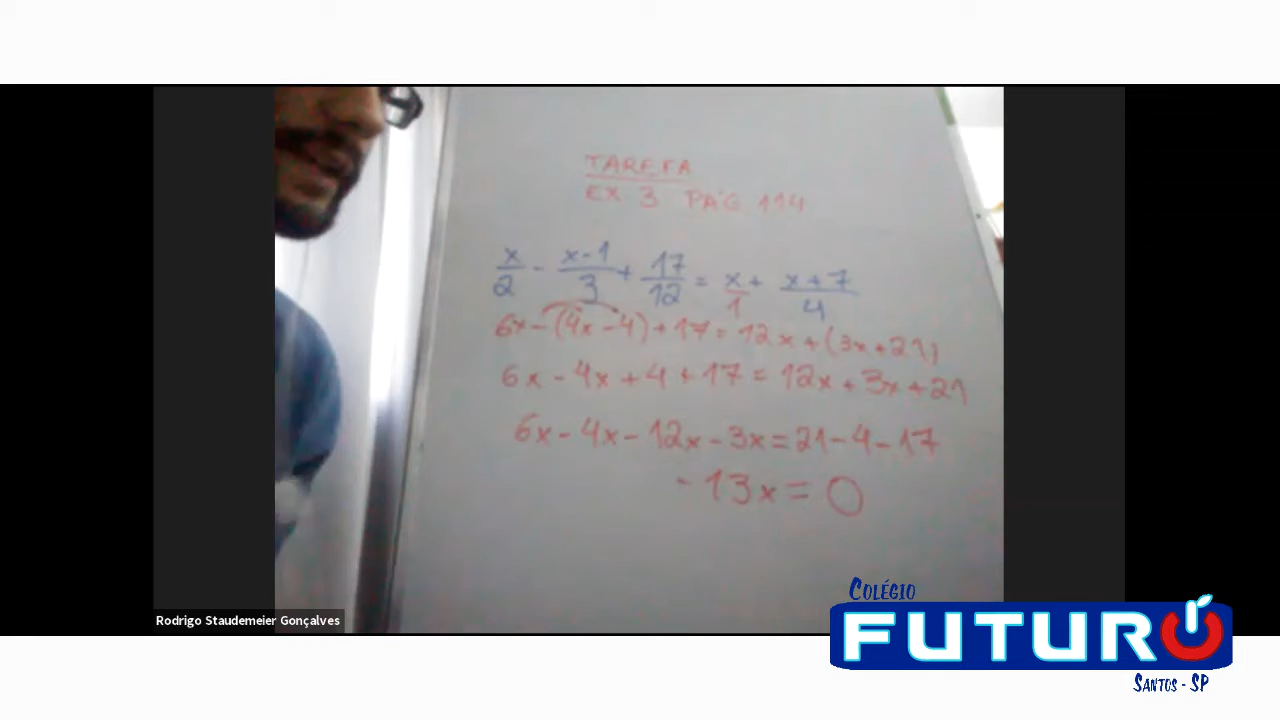 TAREFA
EX 3 PÁG 114
x/2 - x-1/3 + 17/12 = x/1 + x+7/4
6x-(4x-4)+17=12x+(3x+21)
6x-4x+4+17=12x+3x+21
6x-4x-12x-3x=21-4-17
-13x=0
Rodrigo Staudemeier Gonçalves
COLÉGIO
FUTURO
SANTOS - SP